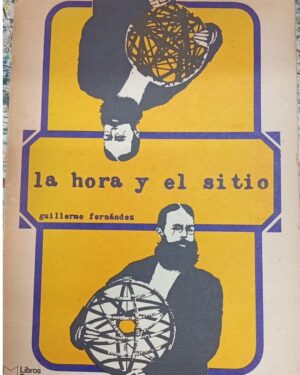 la hora y el sitio
guillermo fernández
Libros